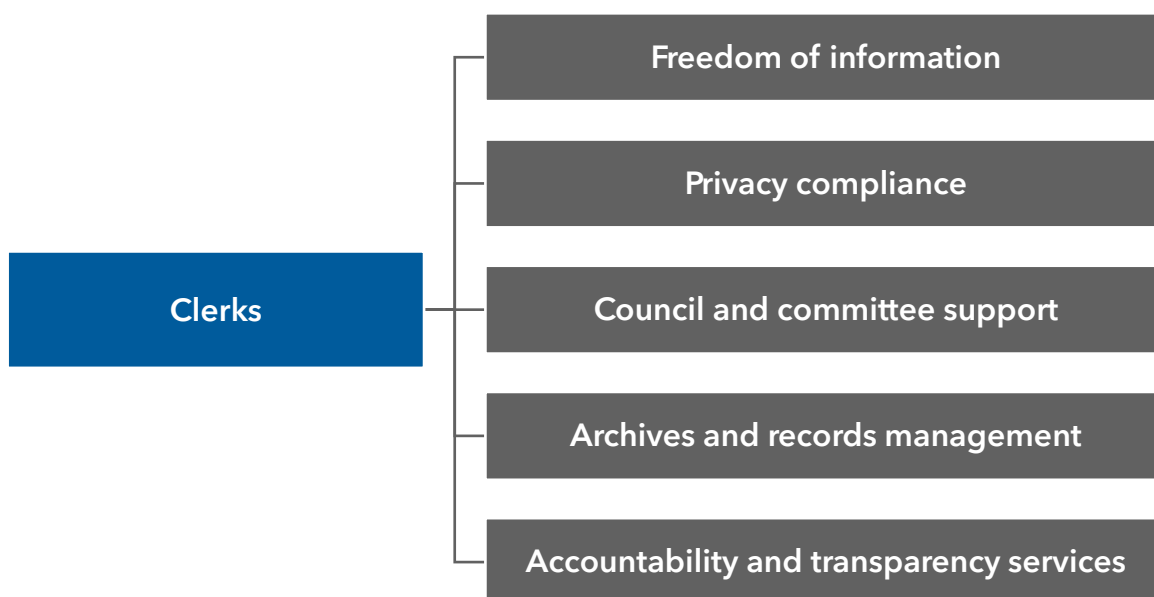 Freedom of information
Privacy compliance
Clerks
Council and committee support
Archives and records management
Accountability and transparency services